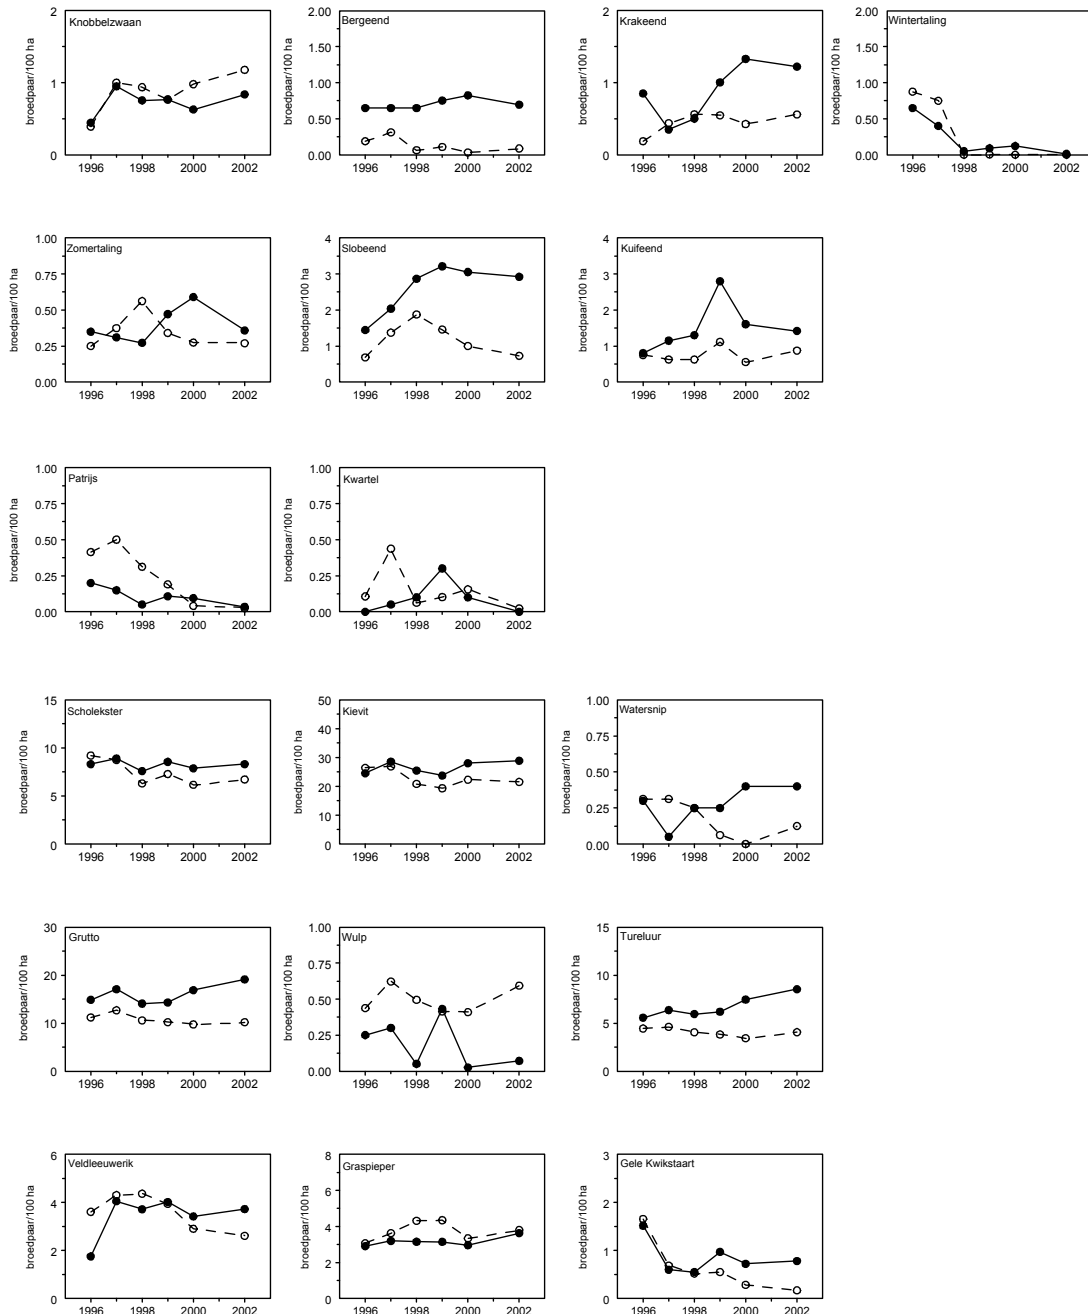 Knobbelzwaan
broedpaar/100 ha
2
1
0
1996 1998 2000 2002
Bergeend
broedpaar/100 ha
2.00
1.50
1.00
0.50
0.00
1996 1998 2000 2002
Krakeend
broedpaar/100 ha
2
1
0
1996 1998 2000 2002
Wintertaling
broedpaar/100 ha
2.00
1.50
1.00
0.50
0.00
1996 1998 2000 2002
Zomertaling
broedpaar/100 ha
1.00
0.75
0.50
0.25
0.00
1996 1998 2000 2002
Slobeend
broedpaar/100 ha
4
3
2
1
0
1996 1998 2000 2002
Kuifeend
broedpaar/100 ha
4
3
2
1
0
1996 1998 2000 2002
Patrijs
broedpaar/100 ha
1.00
0.75
0.50
0.25
0.00
1996 1998 2000 2002
Kwartel
broedpaar/100 ha
1.00
0.75
0.50
0.25
0.00
1996 1998 2000 2002
Scholekster
broedpaar/100 ha
15
10
5
0
1996 1998 2000 2002
Kievit
broedpaar/100 ha
50
40
30
20
10
0
1996 1998 2000 2002
Watersnip
broedpaar/100 ha
1.00
0.75
0.50
0.25
0.00
1996 1998 2000 2002
Grutto
broedpaar/100 ha
30
20
10
0
1996 1998 2000 2002
Wulp
broedpaar/100 ha
1.00
0.75
0.50
0.25
0.00
1996 1998 2000 2002
Tureluur
broedpaar/100 ha
15
10
5
0
1996 1998 2000 2002
Veldleeuwerik
broedpaar/100 ha
6
4
2
0
1996 1998 2000 2002
Graspieper
broedpaar/100 ha
8
6
4
2
0
1996 1998 2000 2002
Gele Kwikstaart
broedpaar/100 ha
3
2
1
0
1996 1998 2000 2002